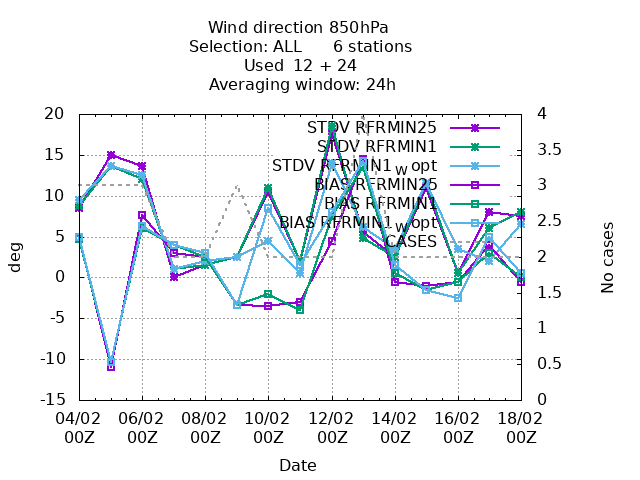 Wind direction 850hPa
Selection: ALL 6 stations
Used 12 + 24
Averaging window: 24h
20
15
10
5
0
-5
-10
-15
4
3.5
3
2.5
2
1.5
1
0.5
0
deg
No cases
STDV RFRMIN25
STDV RFRMIN1
STDV RFRMIN1w opt
BIAS RFRMIN25
BIAS RFRMIN1
BIAS RFRMIN1w opt
CASES
04/02 06/02 08/02 10/02 12/02 14/02 16/02 18/02
00Z 00Z 00Z 00Z 00Z 00Z 00Z 00Z
Date